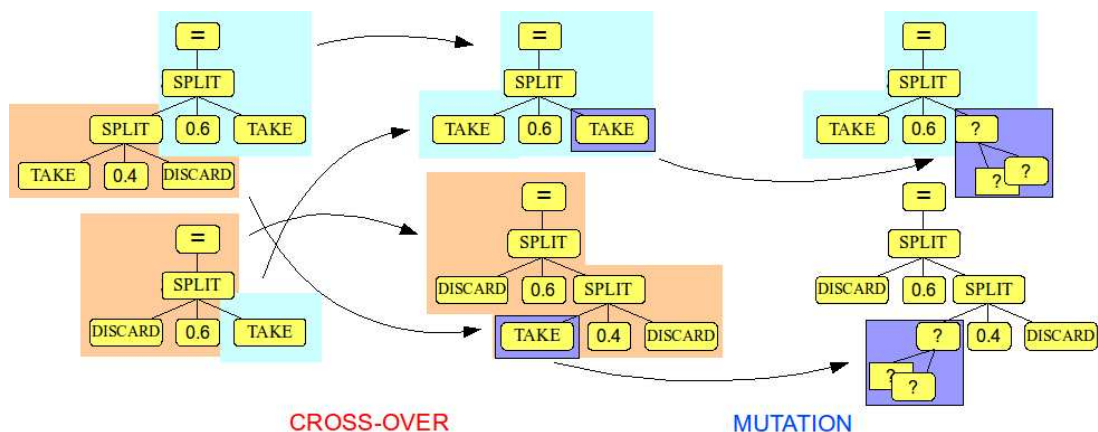 =
SPLIT
SPLIT 0.6 TAKE
TAKE 0.4 DISCARD
=
SPLIT
DISCARD 0.6 TAKE
=
SPLIT
TAKE 0.6 TAKE
=
SPLIT
DISCARD 0.6 SPLIT
TAKE 0.4 DISCARD
=
SPLIT
TAKE 0.6 ?
? ?
=
SPLIT
DISCARD 0.6 SPLIT
? 0.4 DISCARD
? ?
CROSS-OVER MUTATION